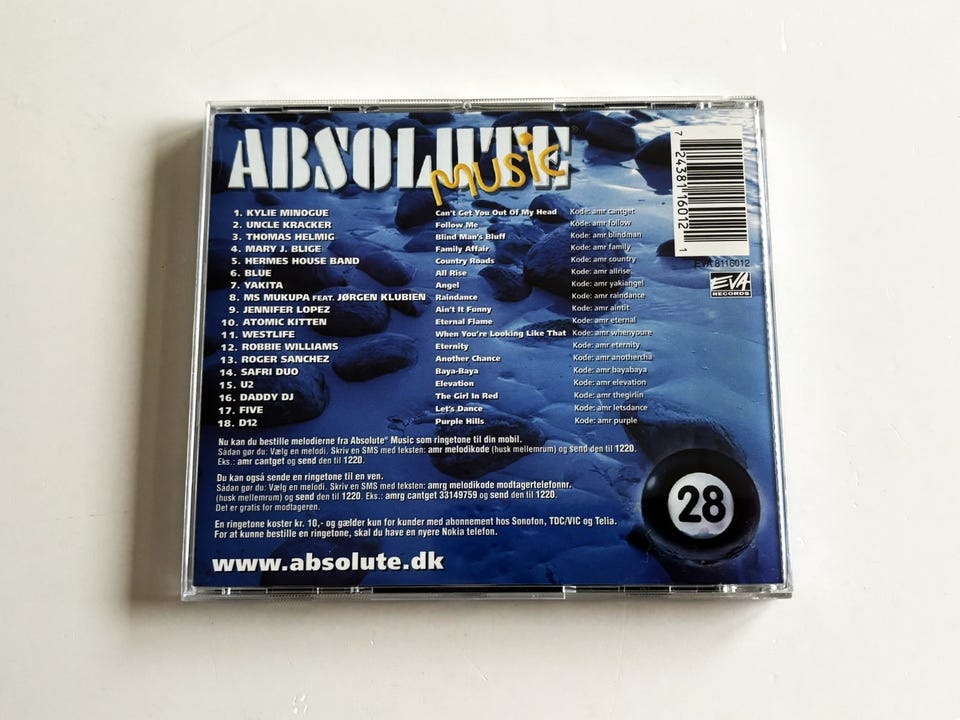 ABSOLUTE®
MUSiC
1. KYLIE MINOGUE Can't Get You Out Of My Head Kode: amr cantget
2. UNCLE KRACKER Follow Me Kode: amr follow
3. THOMAS HELMIG Blind Man's Bluff Kode: amr blindman
4. MARY J. BLIGE Family Affair Kode: amr family
5. HERMES HOUSE BAND Country Roads Kode: amr country
6. BLUE All Rise Kode: amr allrise
7. YAKITA Angel Kode: amr yakiangel
8. MS MUKUPA FEAT. JØRGEN KLUBIEN Raindance Kode: amr raindance
9. JENNIFER LOPEZ Ain't It Funny Kode: amr aintit
10. ATOMIC KITTEN Eternal Flame Kode: amr eternal
11. WESTLIFE When You're Looking Like That Kode: amr whenyoure
12. ROBBIE WILLIAMS Eternity Kode: amr eternity
13. ROGER SANCHEZ Another Chance Kode: amr anothercha
14. SAFRI DUO Baya-Baya Kode: amr bayabaya
15. U2 Elevation Kode: amr elevation
16. DADDY DJ The Girl In Red Kode: amr thegirlin
17. FIVE Let's Dance Kode: amr letsdance
18. D12 Purple Hills Kode: amr purple
7 24381 16012 1
EVA 8116012
EVA
RECORDS
Nu kan du bestille melodierne fra Absolute® Music som ringetone til din mobil.
Sådan gør du: Vælg en melodi. Skriv en SMS med teksten: amr melodikode (husk mellemrum) og send den til 1220.
Eks.: amr cantget og send den til 1220.
Du kan også sende en ringetone til en ven.
Sådan gør du: Vælg en melodi. Skriv en SMS med teksten: amrg melodikode modtagertelefonnr.
(husk mellemrum) og send den til 1220. Eks.: amrg cantget 33149759 og send den til 1220.
Det er gratis for modtageren.
En ringetone koster kr. 10,- og gælder kun for kunder med abonnement hos Sonofon, TDC/VIC og Telia.
For at kunne bestille en ringetone, skal du have en nyere Nokia telefon.
www.absolute.dk
28